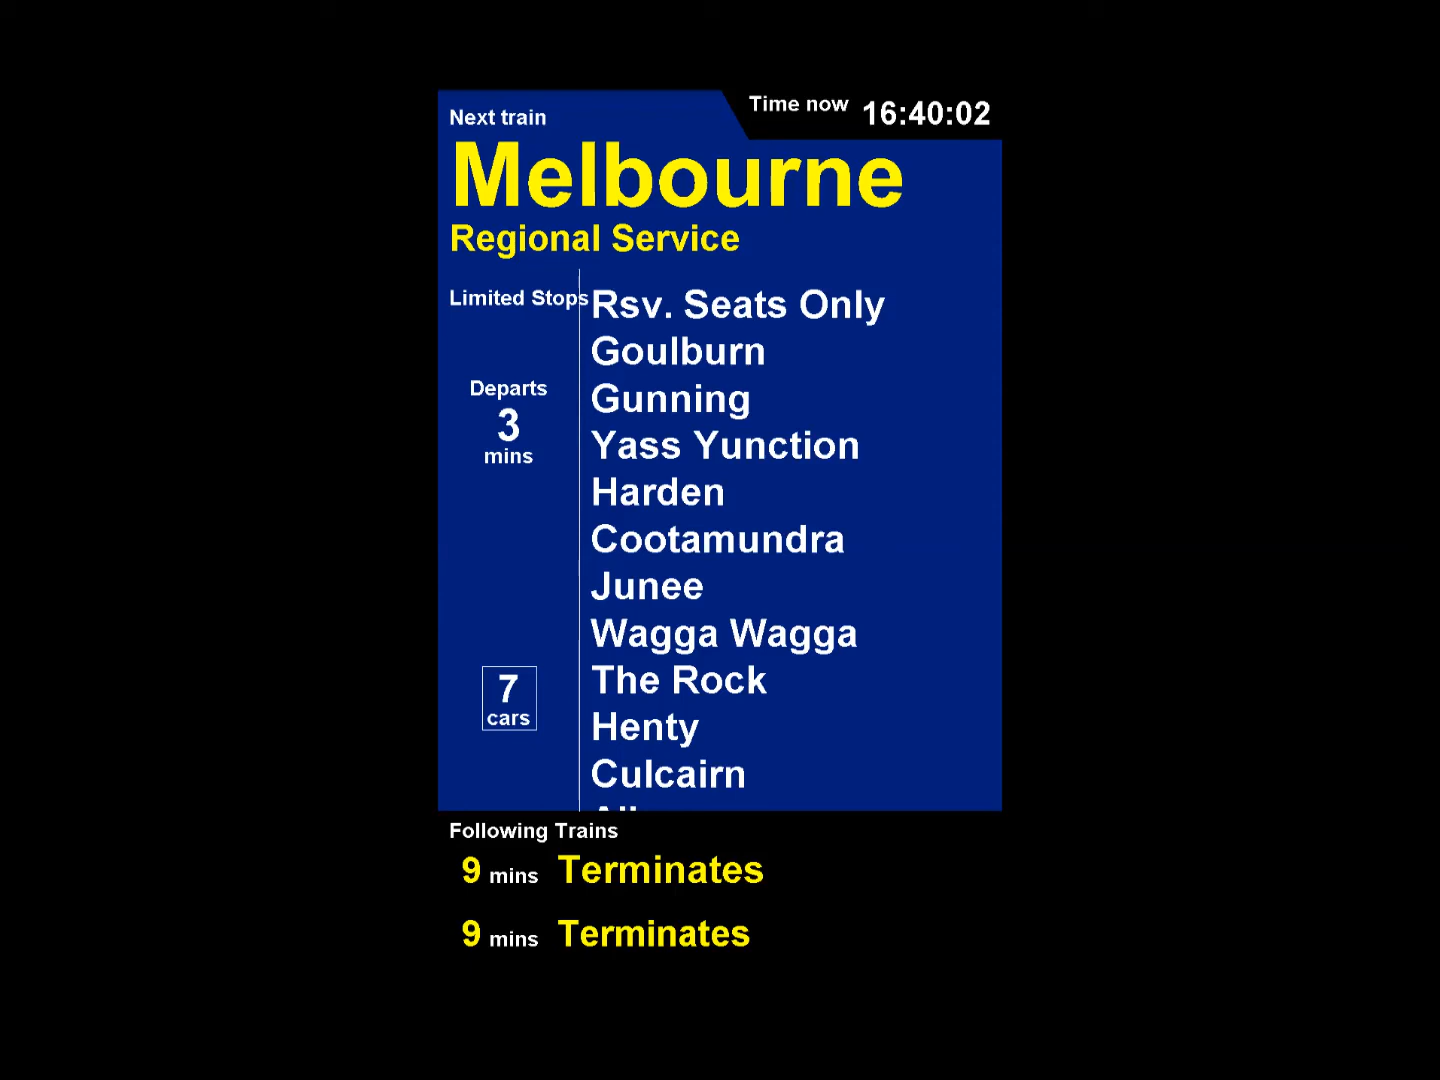 Next train
Time now 16:40:02
Melbourne
Regional Service
Limited Stops
Rsv. Seats Only
Goulburn
Gunning
Yass Yunction
Harden
Cootamundra
Junee
Wagga Wagga
The Rock
Henty
Culcairn
Departs
3
mins
7
cars
Following Trains
9 mins Terminates
9 mins Terminates